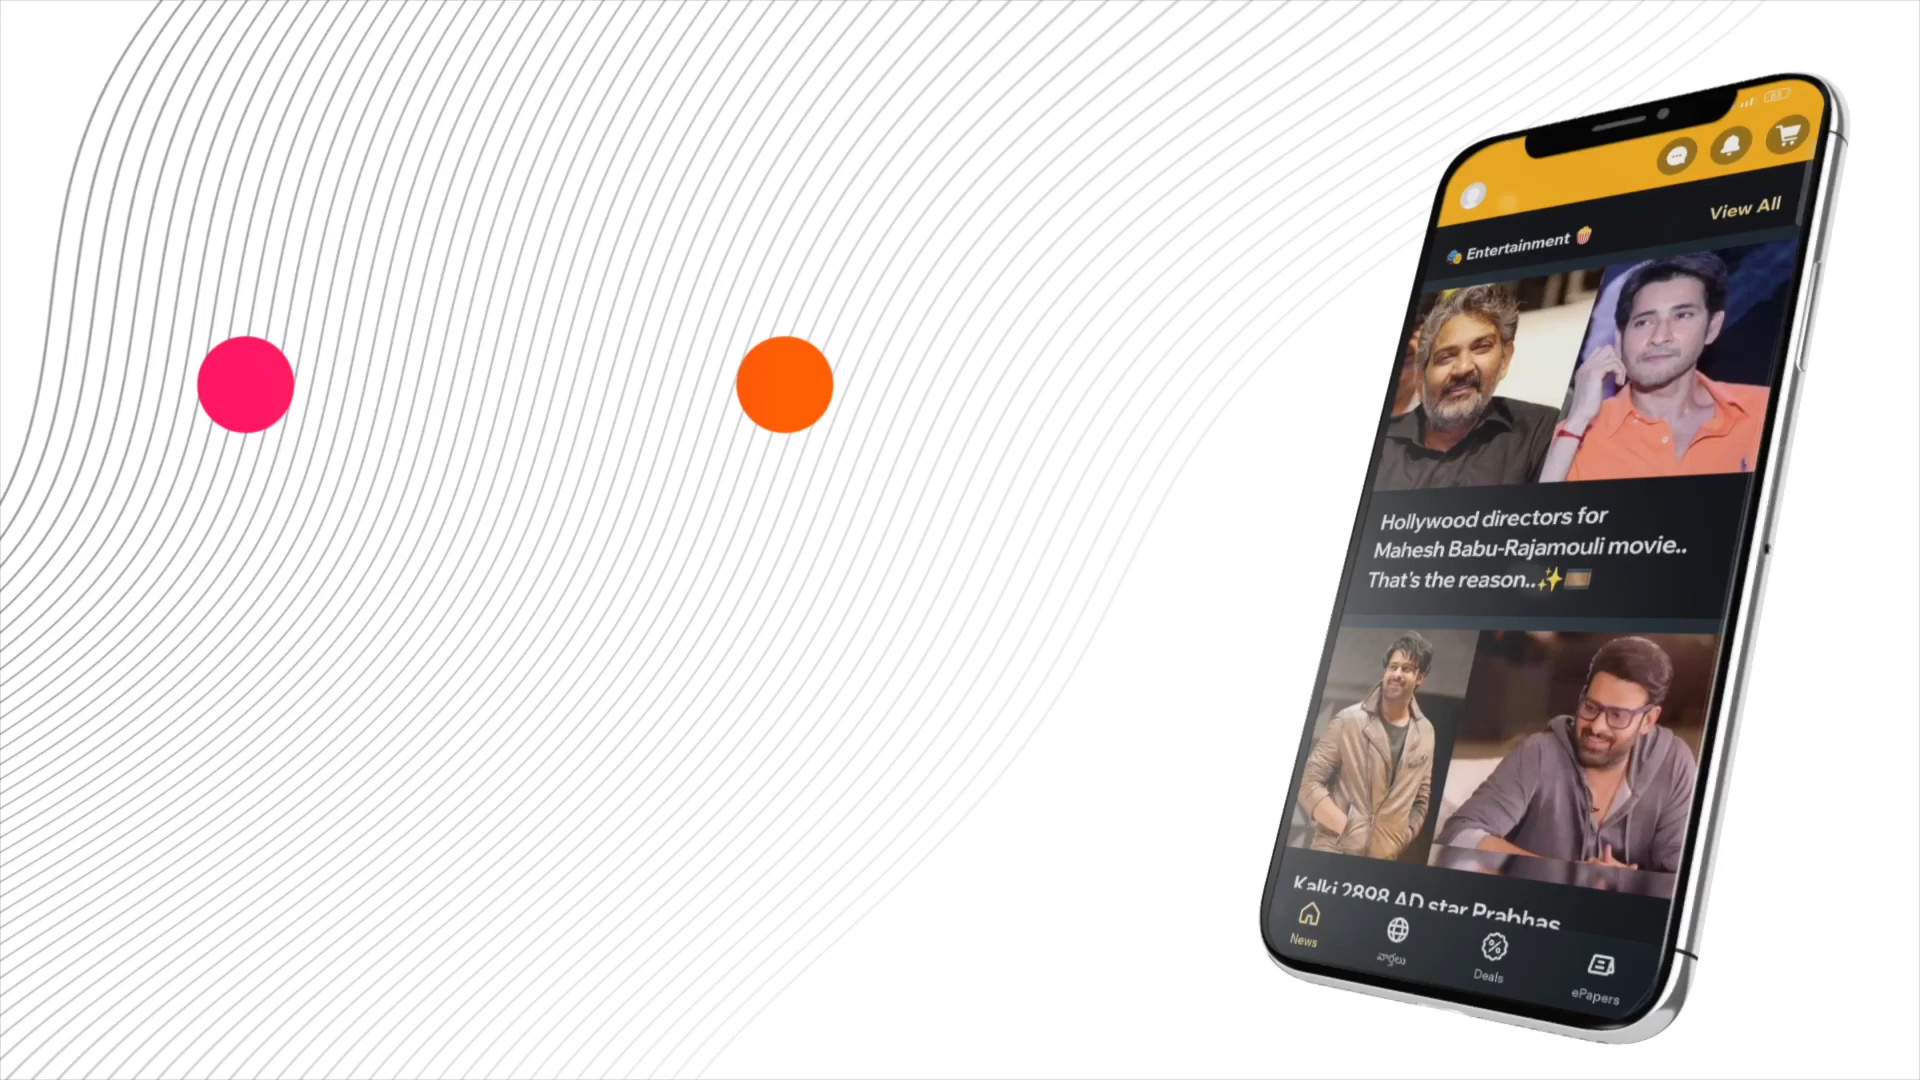 View All
🎭 Entertainment 🍿
Hollywood directors for
Mahesh Babu-Rajamouli movie..
That's the reason..✨🎞️
Kalki 2898 AD star Prabhas
News
వార్తలు
Deals
ePapers